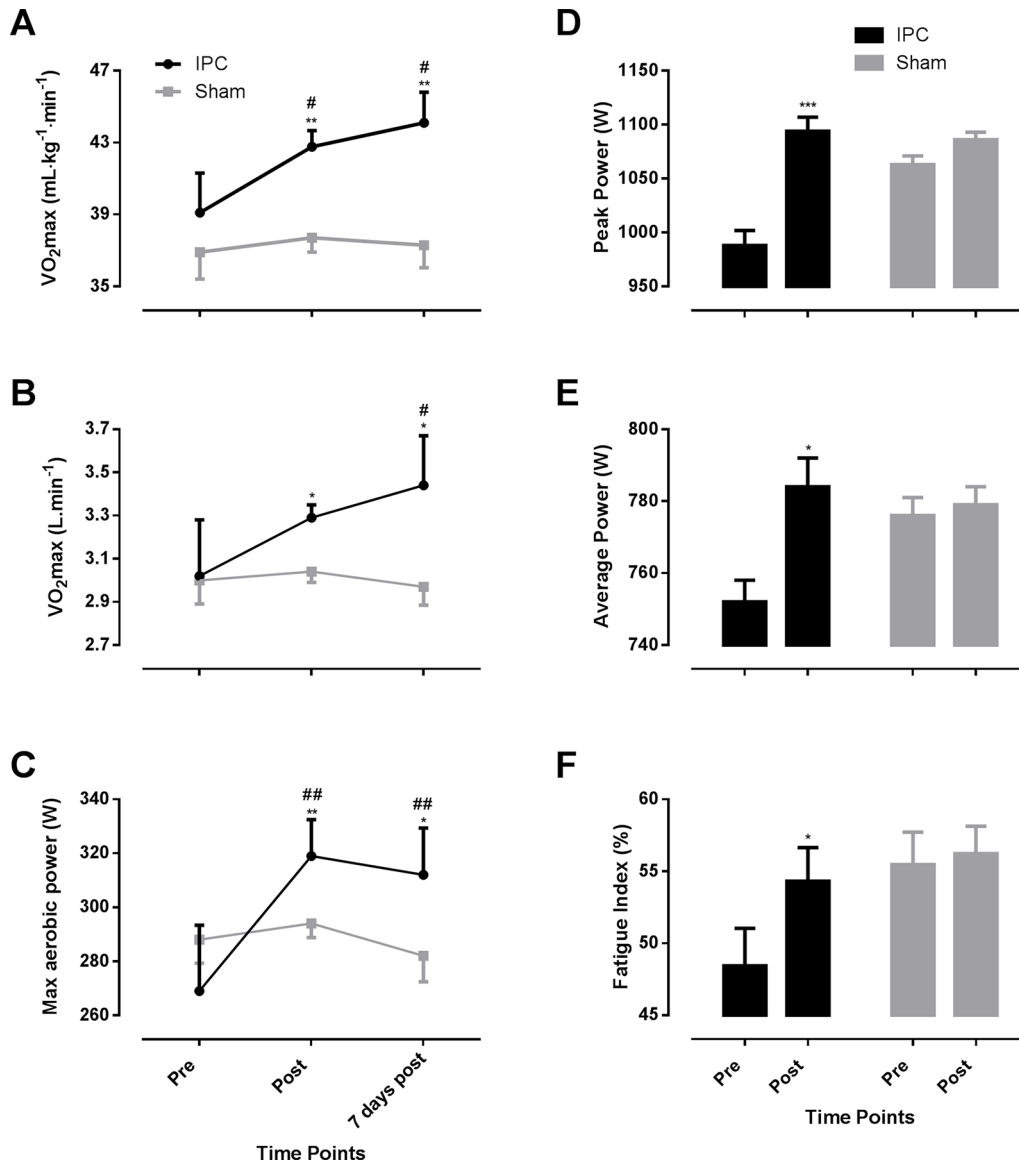 A
IPC
Sham
VO₂max (mL·kg⁻¹·min⁻¹)
47
43
39
35
#
**
#
**
B
VO₂max (L.min⁻¹)
3.7
3.5
3.3
3.1
2.9
2.7
*
#
*
C
Max aerobic power (W)
340
320
300
280
260
##
**
##
*
Pre
Post
7 days post
Time Points
D
IPC
Sham
Peak Power (W)
1150
1100
1050
1000
950
***
E
Average Power (W)
800
780
760
740
*
F
Fatigue Index (%)
60
55
50
45
*
Pre
Post
Pre
Post
Time Points